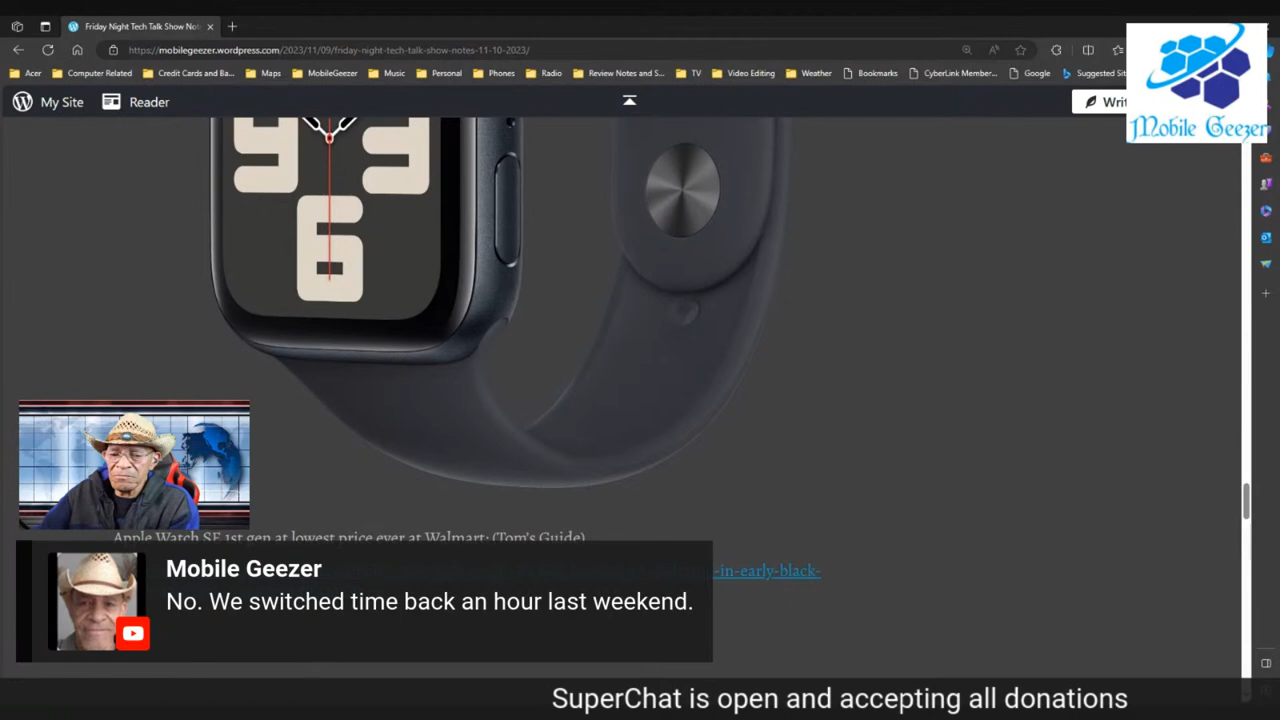 Friday Night Tech Talk Show No
https://mobilegeezer.wordpress.com/2023/11/09/friday-night-tech-talk-show-notes-11-10-2023/
Acer Computer Related Credit Cards and Ba... Maps MobileGeezer Music Personal Phones Radio Review Notes and S... TV Video Editing Weather Bookmarks CyberLink Member... Google Suggested Sit
My Site Reader Writ
Mobile Geezer
9 3
6
Apple Watch SE 1st gen at lowest price ever at Walmart: (Tom's Guide)
-in-early-black-
Mobile Geezer
No. We switched time back an hour last weekend.
SuperChat is open and accepting all donations